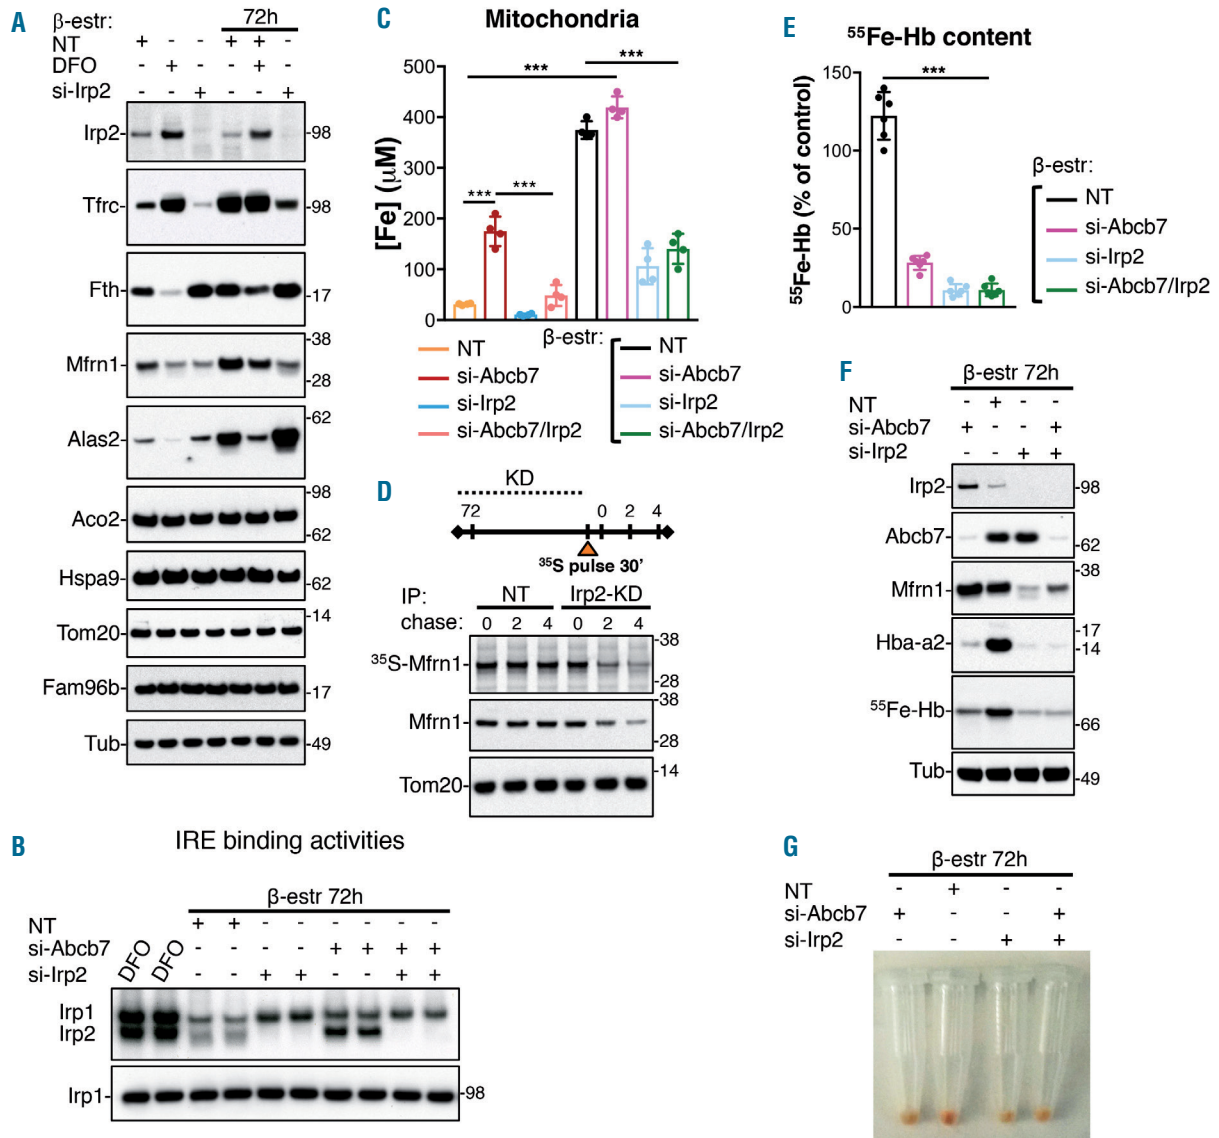 A
β-estr: 72h
NT + - - + + -
DFO - + - - + -
si-Irp2 - - + - - +
Irp2 -98
Tfrc -98
Fth -17
Mfrn1 -38
-28
Alas2 -62
Aco2 -98
-62
Hspa9 -62
Tom20 -14
Fam96b -17
Tub -49
B
IRE binding activities
β-estr 72h
NT + + - - - - - -
si-Abcb7 - - - - + + + +
si-Irp2 - - + + - - + +
DFO DFO
Irp1
Irp2
Irp1 -98
C
Mitochondria
[Fe] (μM)
500
400
300
200
100
0
*** *** *** ***
NT
si-Abcb7
si-Irp2
si-Abcb7/Irp2
β-estr:
NT
si-Abcb7
si-Irp2
si-Abcb7/Irp2
D
KD
72 0 2 4
³⁵S pulse 30’
IP: NT Irp2-KD
chase: 0 2 4 0 2 4
³⁵S-Mfrn1 -38
-28
Mfrn1 -38
-28
Tom20 -14
E
⁵⁵Fe-Hb content
⁵⁵Fe-Hb (% of control)
150
100
50
0
***
β-estr:
NT
si-Abcb7
si-Irp2
si-Abcb7/Irp2
F
β-estr 72h
NT - + - -
si-Abcb7 + - - +
si-Irp2 - - + +
Irp2 -98
Abcb7 -62
Mfrn1 -38
Hba-a2 -17
-14
⁵⁵Fe-Hb -66
Tub -49
G
β-estr 72h
NT - + - -
si-Abcb7 + - - +
si-Irp2 - - + +